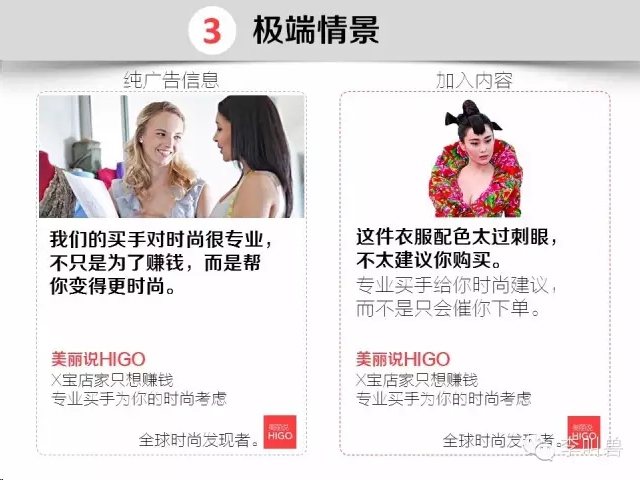 3 极端情景
纯广告信息
我们的买手对时尚很专业，
不只是为了赚钱，而是帮
你变得更时尚。
美丽说HIGO
X宝店家只想赚钱
专业买手为你的时尚考虑
全球时尚发现者。
美丽说
HIGO
加入内容
这件衣服配色太过刺眼，
不太建议你购买。
专业买手给你时尚建议，
而不是只会催你下单。
美丽说HIGO
X宝店家只想赚钱
专业买手为你的时尚考虑
全球时尚发现者。
美丽说
HIGO
李叫兽